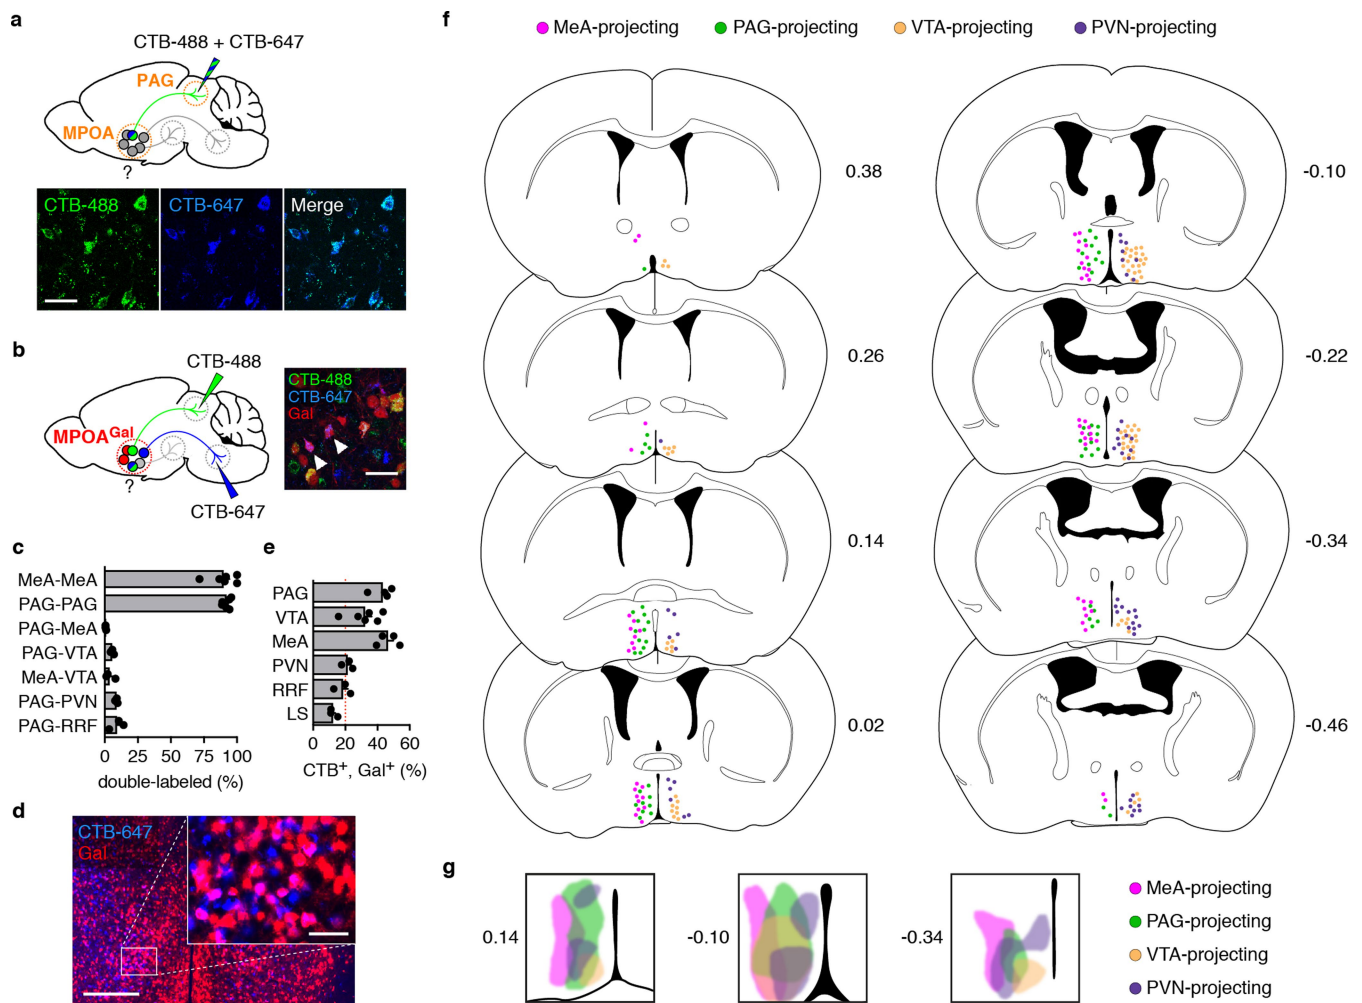 a
CTB-488 + CTB-647
PAG
MPOA
?
CTB-488
CTB-647
Merge
b
CTB-488
MPOA^Gal
?
CTB-647
CTB-488
CTB-647
Gal
c
MeA-MeA
PAG-PAG
PAG-MeA
PAG-VTA
MeA-VTA
PAG-PVN
PAG-RRF
0 25 50 75 100
double-labeled (%)
e
PAG
VTA
MeA
PVN
RRF
LS
0 20 40 60
CTB⁺, Gal⁺ (%)
d
CTB-647
Gal
f
MeA-projecting PAG-projecting VTA-projecting PVN-projecting
0.38
0.26
0.14
0.02
-0.10
-0.22
-0.34
-0.46
g
0.14
-0.10
-0.34
MeA-projecting
PAG-projecting
VTA-projecting
PVN-projecting